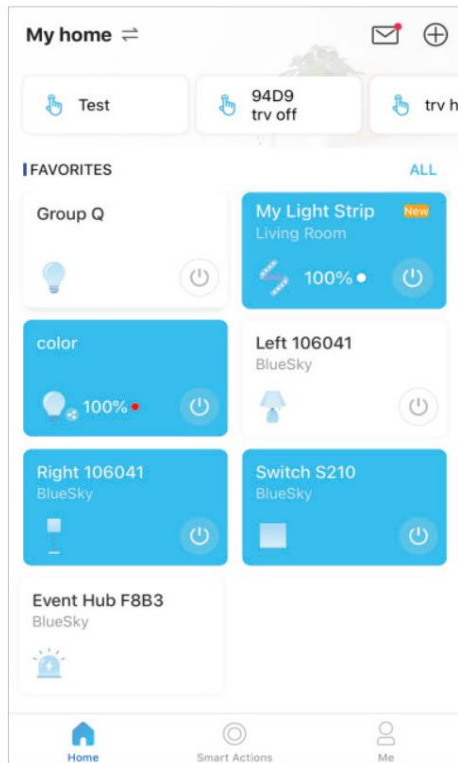 My home
Test
94D9
trv off
trv h
FAVORITES
ALL
Group Q
My Light Strip
New
Living Room
100%
color
100%
Left 106041
BlueSky
Right 106041
BlueSky
Switch S210
BlueSky
Event Hub F8B3
BlueSky
Home
Smart Actions
Me